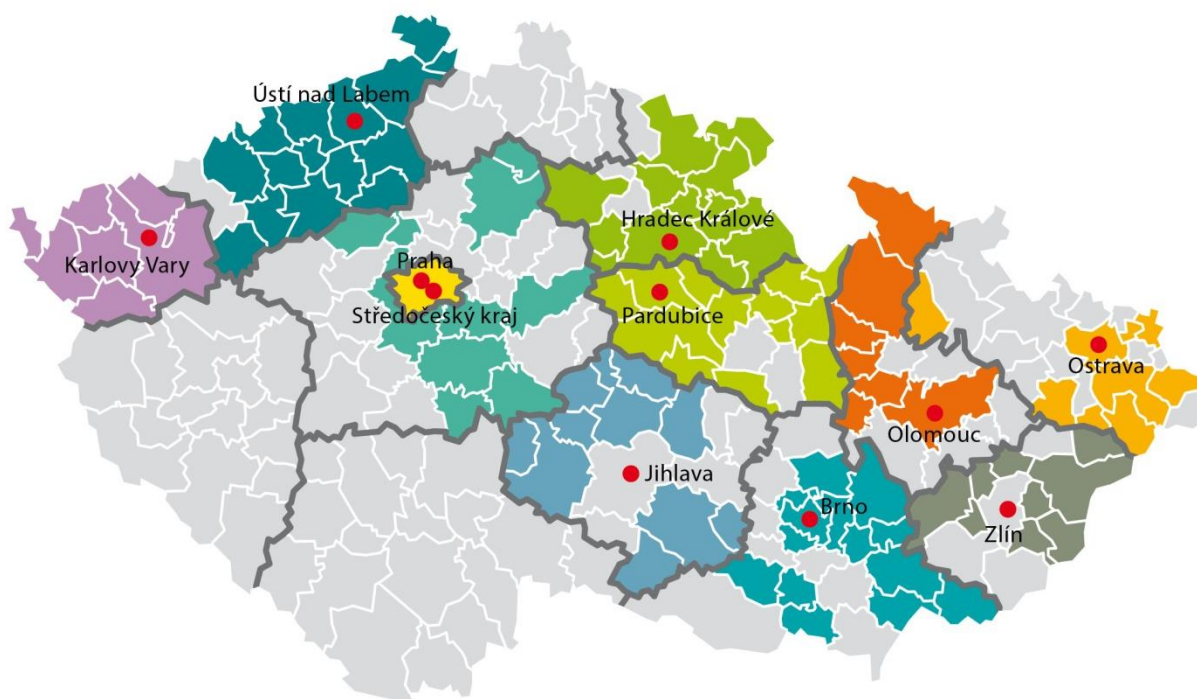 Ústí nad Labem
Karlovy Vary
Praha
Středočeský kraj
Hradec Králové
Pardubice
Jihlava
Brno
Olomouc
Ostrava
Zlín